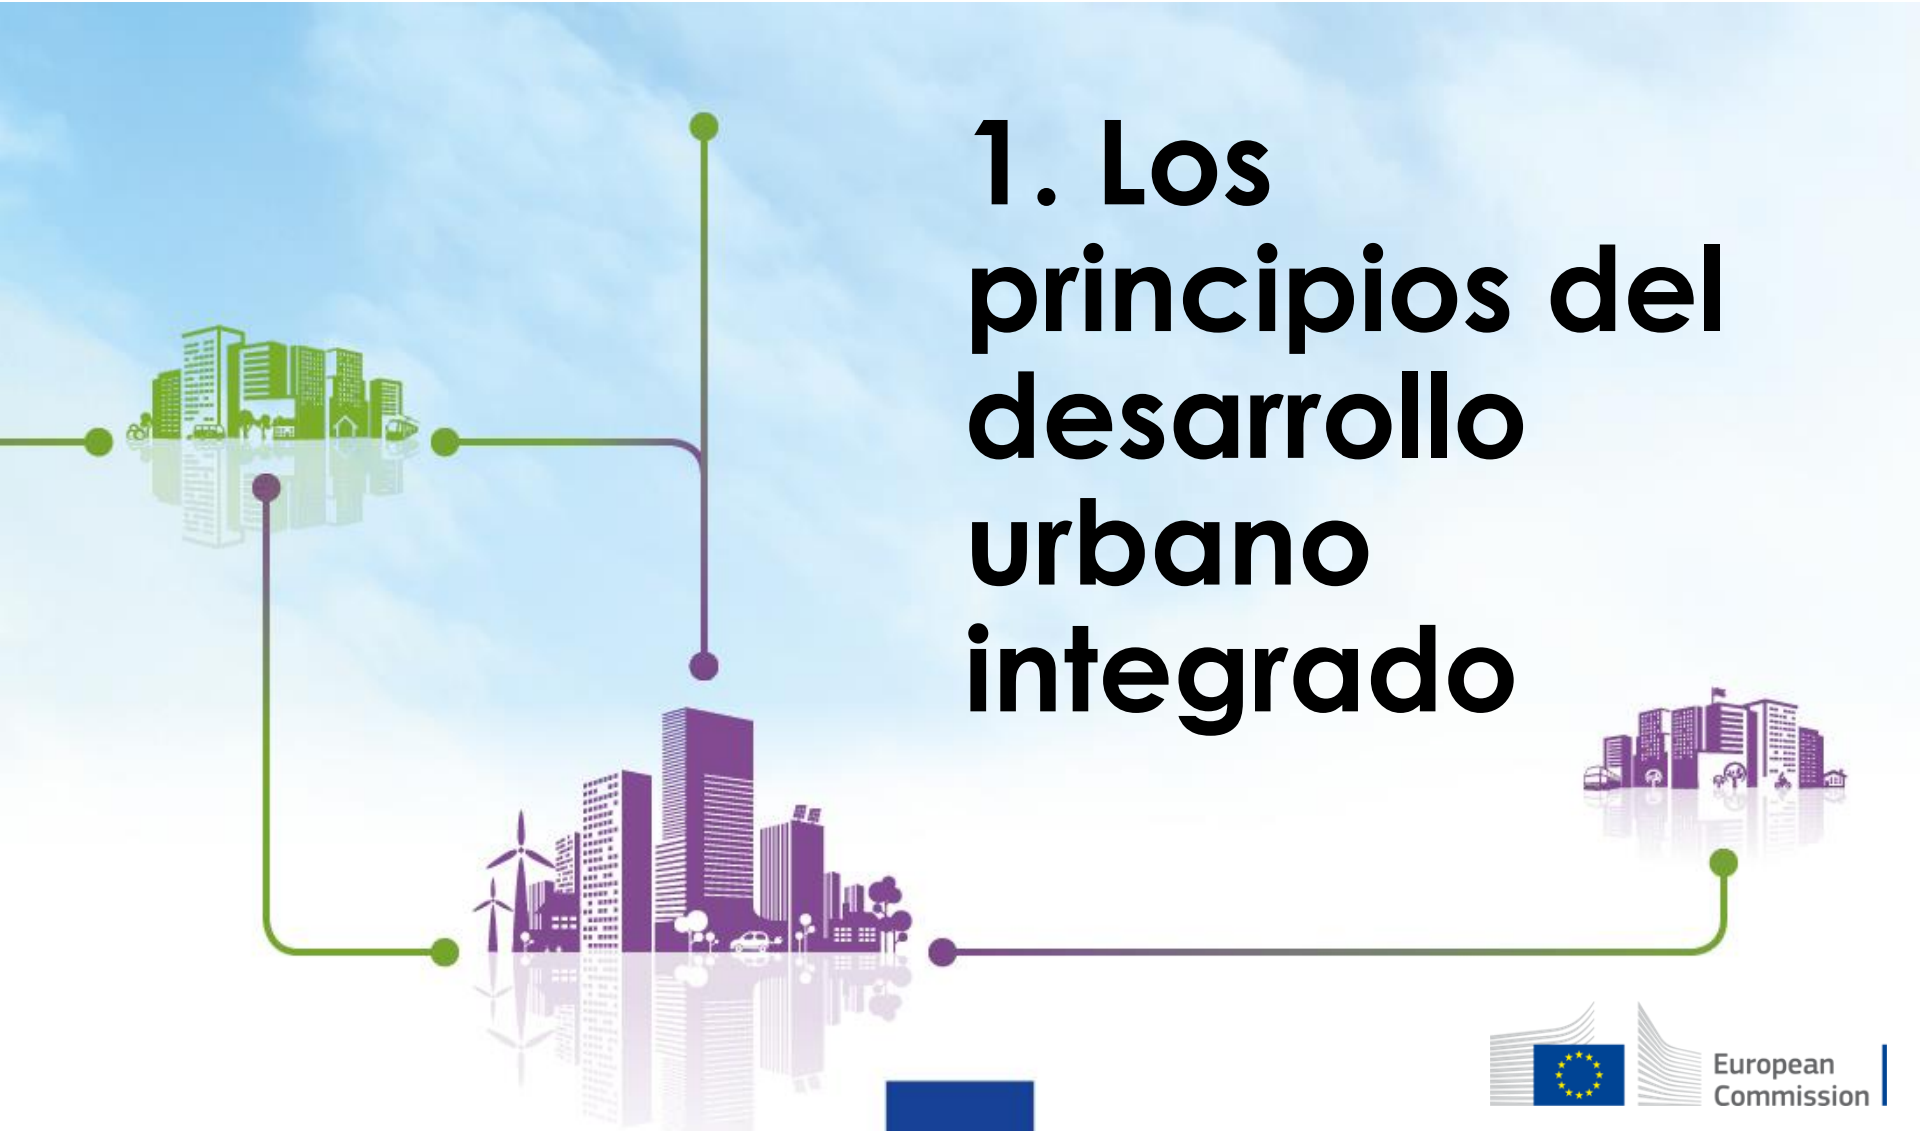 1. Los
principios del
desarrollo
urbano
integrado
European
Commission